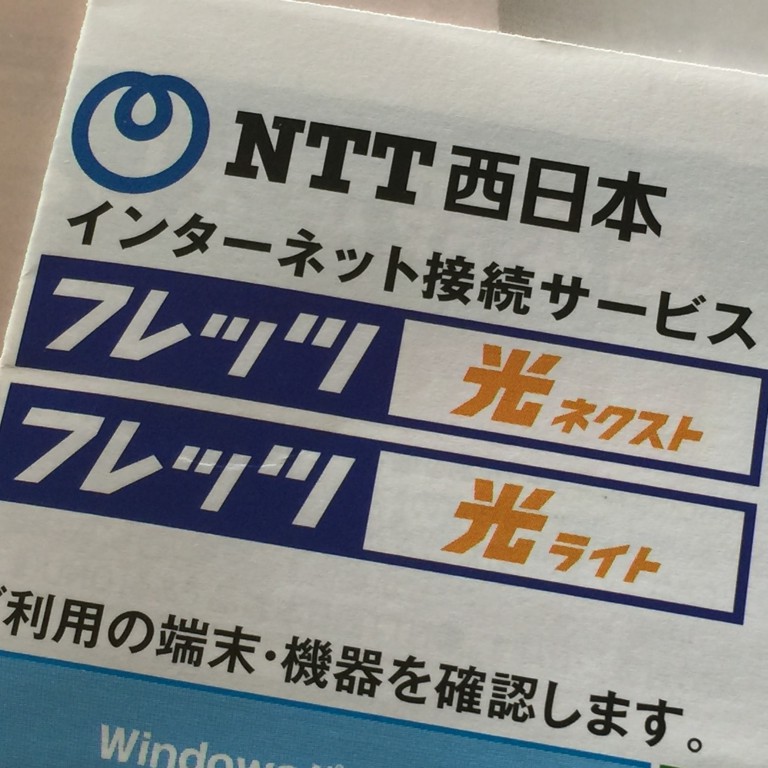 NTT西日本
インターネット接続サービス
フレッツ 光ネクスト
フレッツ 光ライト
利用の端末・機器を確認します。